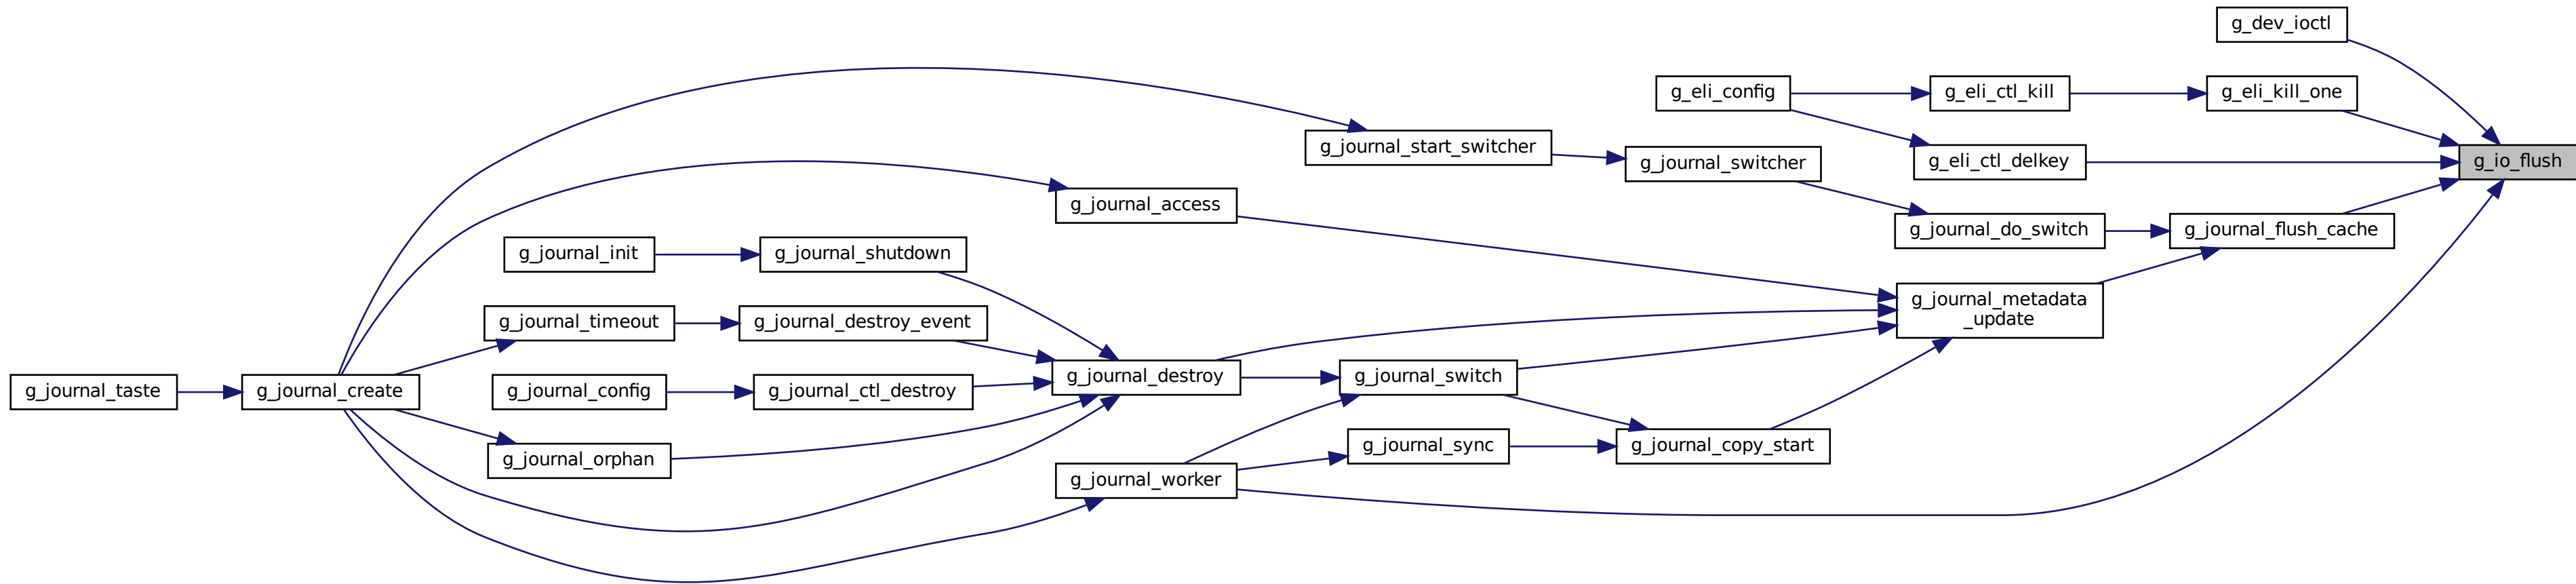 g_dev_ioctl
g_eli_config
g_eli_ctl_kill
g_eli_kill_one
g_journal_start_switcher
g_journal_switcher
g_eli_ctl_delkey
g_io_flush
g_journal_access
g_journal_do_switch
g_journal_flush_cache
g_journal_init
g_journal_shutdown
g_journal_metadata
_update
g_journal_timeout
g_journal_destroy_event
g_journal_destroy
g_journal_switch
g_journal_taste
g_journal_create
g_journal_config
g_journal_ctl_destroy
g_journal_orphan
g_journal_sync
g_journal_copy_start
g_journal_worker